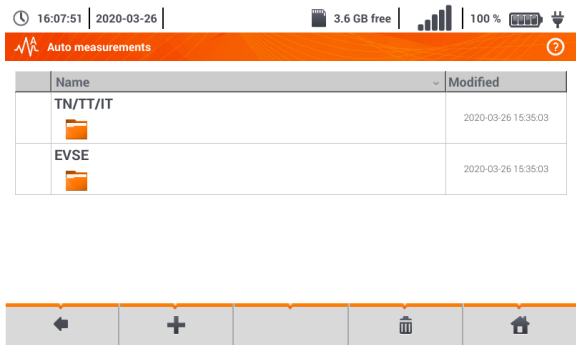 16:07:51 2020-03-26 3.6 GB free 100 %
Auto measurements ?
Name Modified
TN/TT/IT
2020-03-26 15:35:03
EVSE
2020-03-26 15:35:03